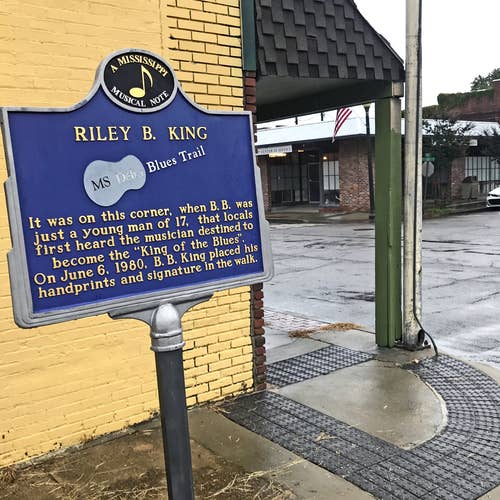 A MISSISSIPPI
MUSICAL NOTE
RILEY B. KING
MS Delta Blues Trail
It was on this corner, when B.B. was
just a young man of 17, that locals
first heard the musician destined to
become the "King of the Blues".
On June 6, 1980, B.B. King placed his
handprints and signature in the walk.